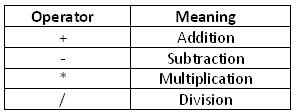 Operator Meaning
+ Addition
- Subtraction
* Multiplication
/ Division